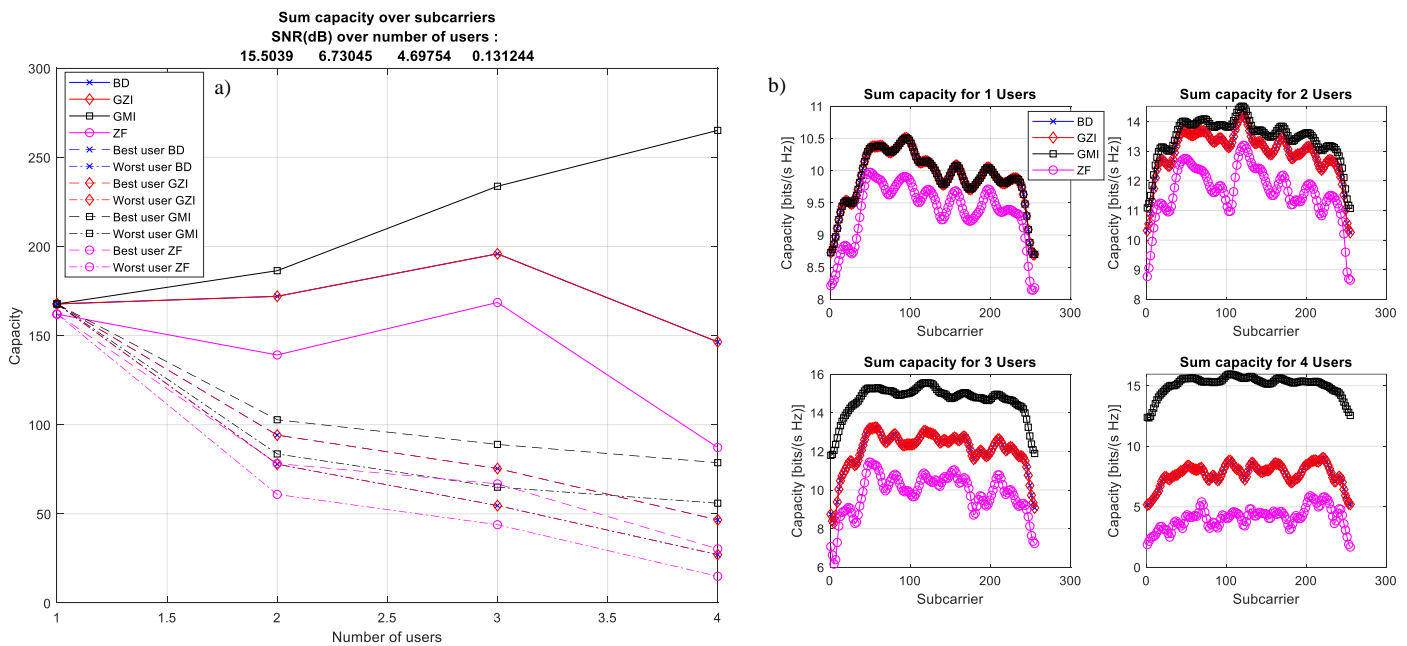 Sum capacity over subcarriers
SNR(dB) over number of users :
15.5039 6.73045 4.69754 0.131244
a)
Capacity
300
250
200
150
100
50
0
1 1.5 2 2.5 3 3.5 4
Number of users
BD
GZI
GMI
ZF
Best user BD
Worst user BD
Best user GZI
Worst user GZI
Best user GMI
Worst user GMI
Best user ZF
Worst user ZF
b)
Sum capacity for 1 Users
Capacity [bits/(s Hz)]
11
10.5
10
9.5
9
8.5
8
0 100 200 300
Subcarrier
BD
GZI
GMI
ZF
Sum capacity for 2 Users
Capacity [bits/(s Hz)]
14
13
12
11
10
9
8
0 100 200 300
Subcarrier
Sum capacity for 3 Users
Capacity [bits/(s Hz)]
16
14
12
10
8
6
0 100 200 300
Subcarrier
Sum capacity for 4 Users
Capacity [bits/(s Hz)]
15
10
5
0
0 100 200 300
Subcarrier